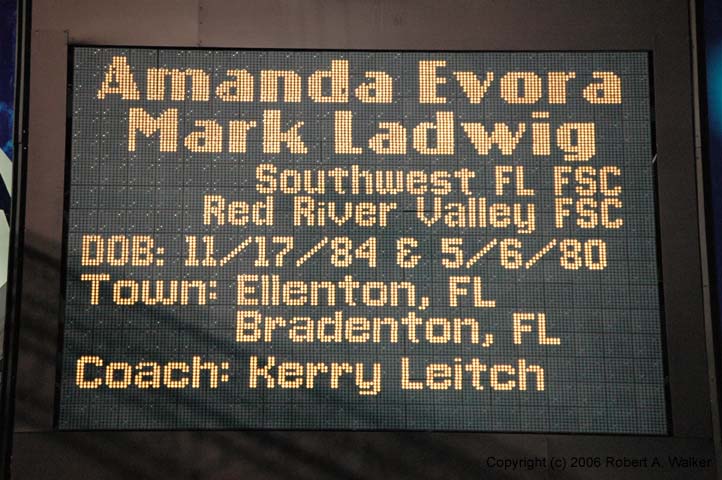 Amanda Evora
Mark Ladwig
Southwest FL FSC
Red River Valley FSC
DOB: 11/17/84 & 5/6/80
Town: Ellenton, FL
Bradenton, FL
Coach: Kerry Leitch
Copyright (c) 2006 Robert A. Walker